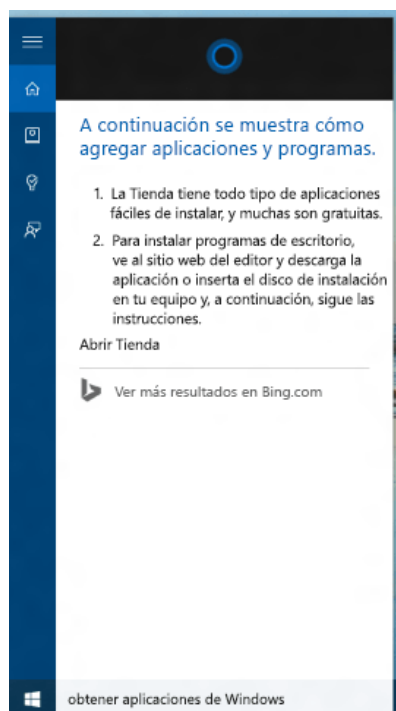 A continuación se muestra cómo
agregar aplicaciones y programas.
1. La Tienda tiene todo tipo de aplicaciones
fáciles de instalar, y muchas son gratuitas.
2. Para instalar programas de escritorio,
ve al sitio web del editor y descarga la
aplicación o inserta el disco de instalación
en tu equipo y, a continuación, sigue las
instrucciones.
Abrir Tienda
Ver más resultados en Bing.com
obtener aplicaciones de Windows